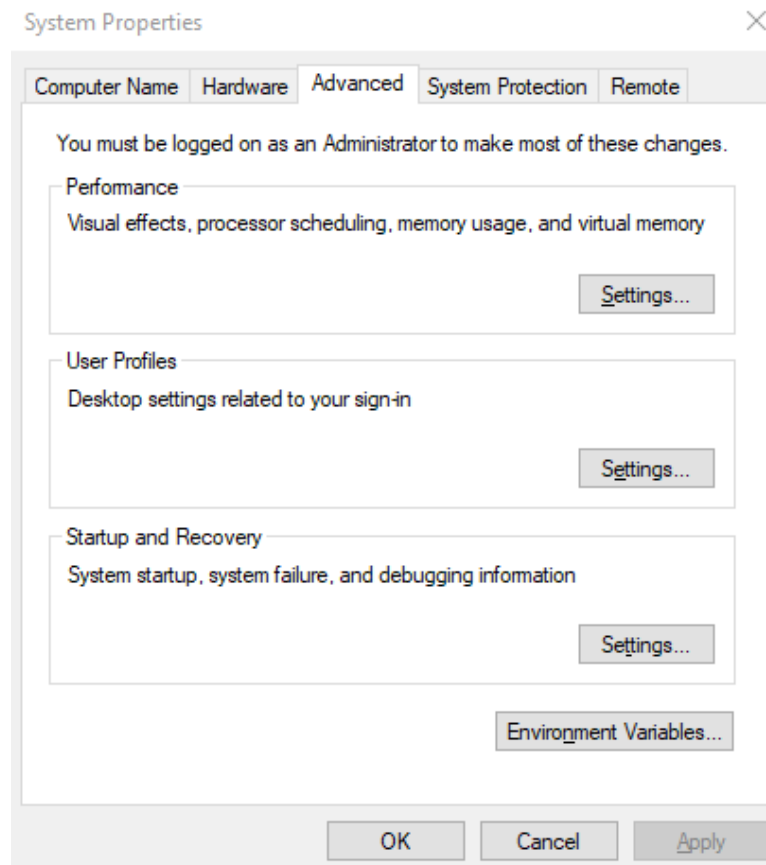 System Properties
Computer Name Hardware Advanced System Protection Remote
You must be logged on as an Administrator to make most of these changes.
Performance
Visual effects, processor scheduling, memory usage, and virtual memory
Settings...
User Profiles
Desktop settings related to your sign-in
Settings...
Startup and Recovery
System startup, system failure, and debugging information
Settings...
Environment Variables...
OK Cancel Apply